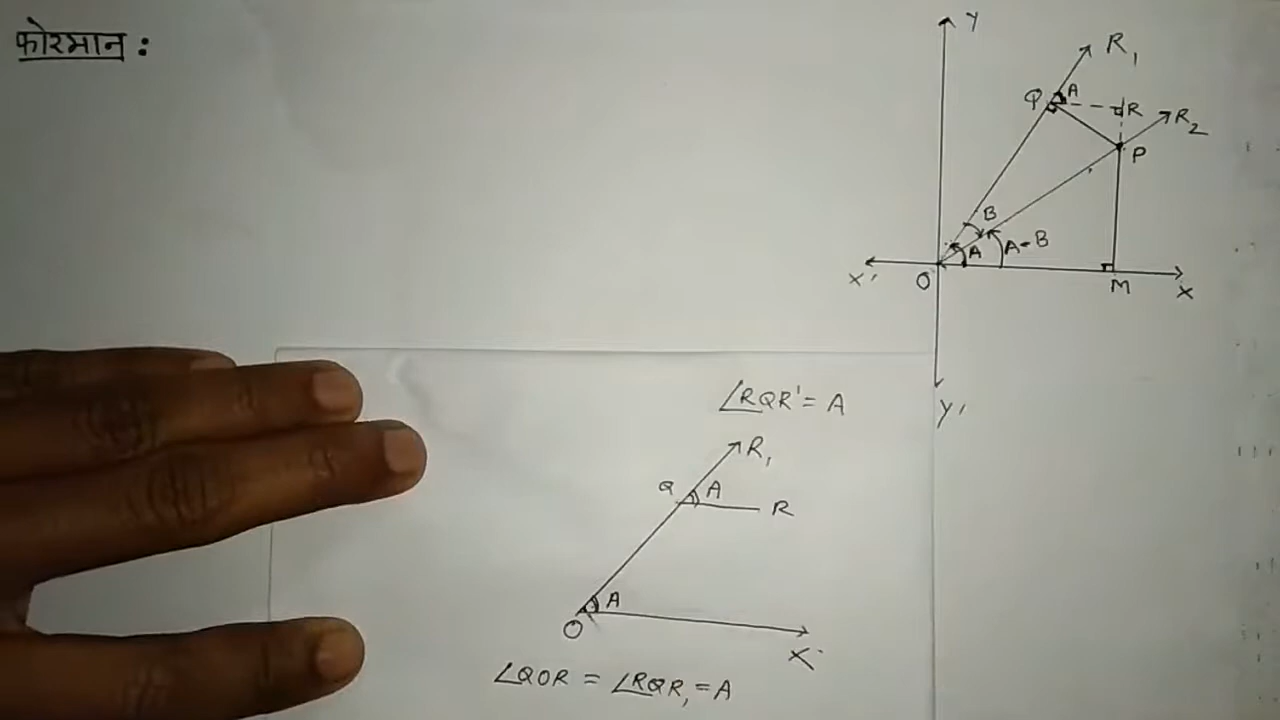 फोरमान :
Y
R₁
Q A
R
R₂
P
B
A-B
A
X'
O
M
X
Y'
∠RQR' = A
R₁
Q A
R
A
O
X
∠QOR = ∠RQR₁ = A